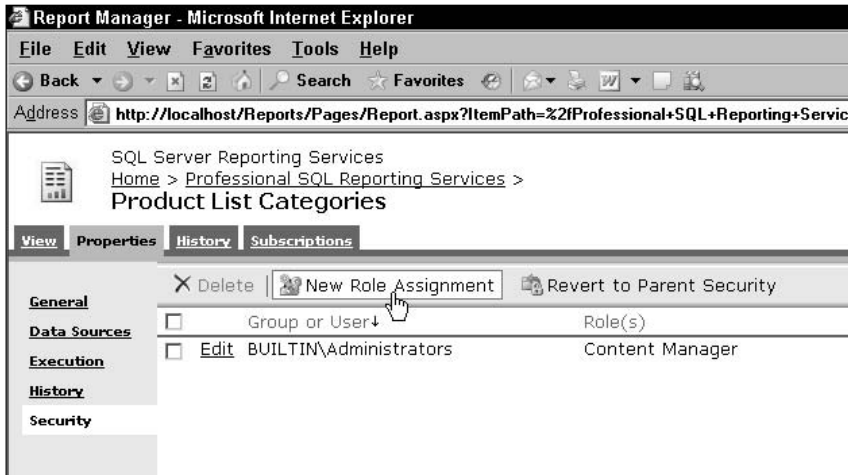 Report Manager - Microsoft Internet Explorer
File Edit View Favorites Tools Help
Back Search Favorites
Address http://localhost/Reports/Pages/Report.aspx?ItemPath=%2fProfessional+SQL+Reporting+Servic
SQL Server Reporting Services
Home > Professional SQL Reporting Services >
Product List Categories
View Properties History Subscriptions
Delete | New Role Assignment Revert to Parent Security
General
Group or User↓ Role(s)
Data Sources
Edit BUILTIN\Administrators Content Manager
Execution
History
Security